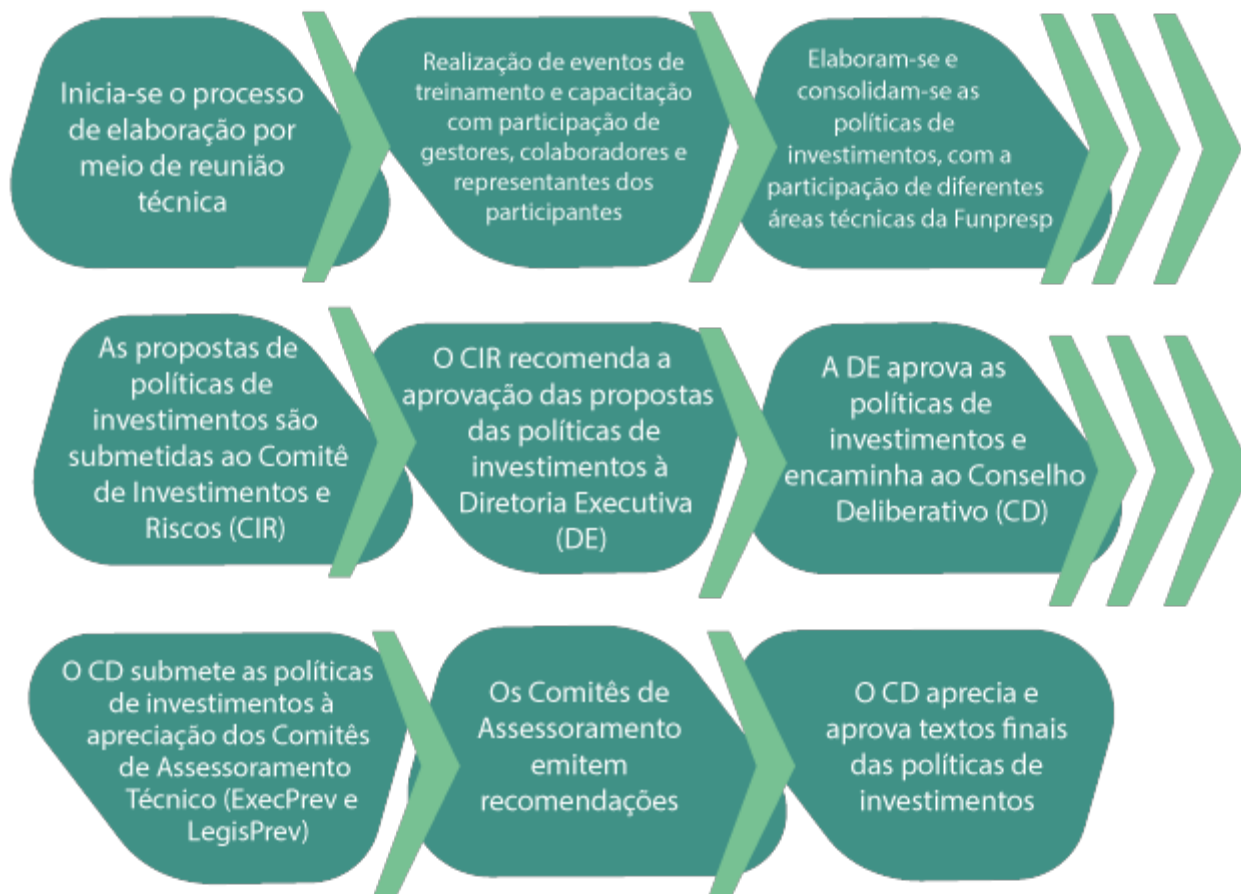 Inicia-se o processo
de elaboração por
meio de reunião
técnica
Realização de eventos de
treinamento e capacitação
com participação de
gestores, colaboradores e
representantes dos
participantes
Elaboram-se e
consolidam-se as
políticas de
investimentos, com a
participação de diferentes
áreas técnicas da Funpresp
As propostas de
políticas de
investimentos são
submetidas ao Comitê
de Investimentos e
Riscos (CIR)
O CIR recomenda a
aprovação das propostas
das políticas de
investimentos à
Diretoria Executiva
(DE)
A DE aprova as
políticas de
investimentos e
encaminha ao Conselho
Deliberativo (CD)
O CD submete as políticas
de investimentos à
apreciação dos Comitês
de Assessoramento
Técnico (ExecPrev e
LegisPrev)
Os Comitês de
Assessoramento
emitem
recomendações
O CD aprecia e
aprova textos finais
das políticas de
investimentos